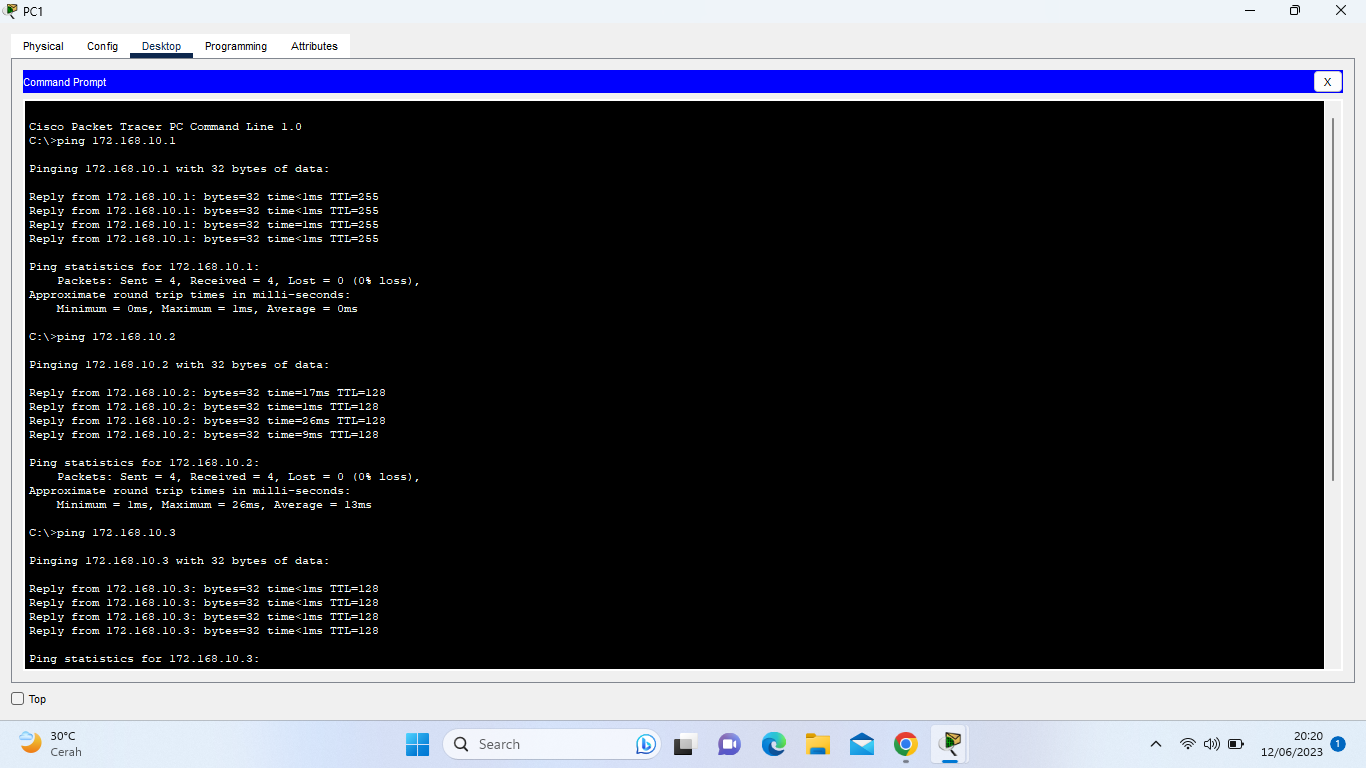 PC1
Physical Config Desktop Programming Attributes
Command Prompt
X
Cisco Packet Tracer PC Command Line 1.0
C:\>ping 172.168.10.1
Pinging 172.168.10.1 with 32 bytes of data:
Reply from 172.168.10.1: bytes=32 time<1ms TTL=255
Reply from 172.168.10.1: bytes=32 time<1ms TTL=255
Reply from 172.168.10.1: bytes=32 time=1ms TTL=255
Reply from 172.168.10.1: bytes=32 time<1ms TTL=255
Ping statistics for 172.168.10.1:
Packets: Sent = 4, Received = 4, Lost = 0 (0% loss),
Approximate round trip times in milli-seconds:
Minimum = 0ms, Maximum = 1ms, Average = 0ms
C:\>ping 172.168.10.2
Pinging 172.168.10.2 with 32 bytes of data:
Reply from 172.168.10.2: bytes=32 time=17ms TTL=128
Reply from 172.168.10.2: bytes=32 time=1ms TTL=128
Reply from 172.168.10.2: bytes=32 time=26ms TTL=128
Reply from 172.168.10.2: bytes=32 time=9ms TTL=128
Ping statistics for 172.168.10.2:
Packets: Sent = 4, Received = 4, Lost = 0 (0% loss),
Approximate round trip times in milli-seconds:
Minimum = 1ms, Maximum = 26ms, Average = 13ms
C:\>ping 172.168.10.3
Pinging 172.168.10.3 with 32 bytes of data:
Reply from 172.168.10.3: bytes=32 time<1ms TTL=128
Reply from 172.168.10.3: bytes=32 time<1ms TTL=128
Reply from 172.168.10.3: bytes=32 time<1ms TTL=128
Reply from 172.168.10.3: bytes=32 time<1ms TTL=128
Ping statistics for 172.168.10.3:
Top
30°C
Cerah
Search
20:20
12/06/2023
1